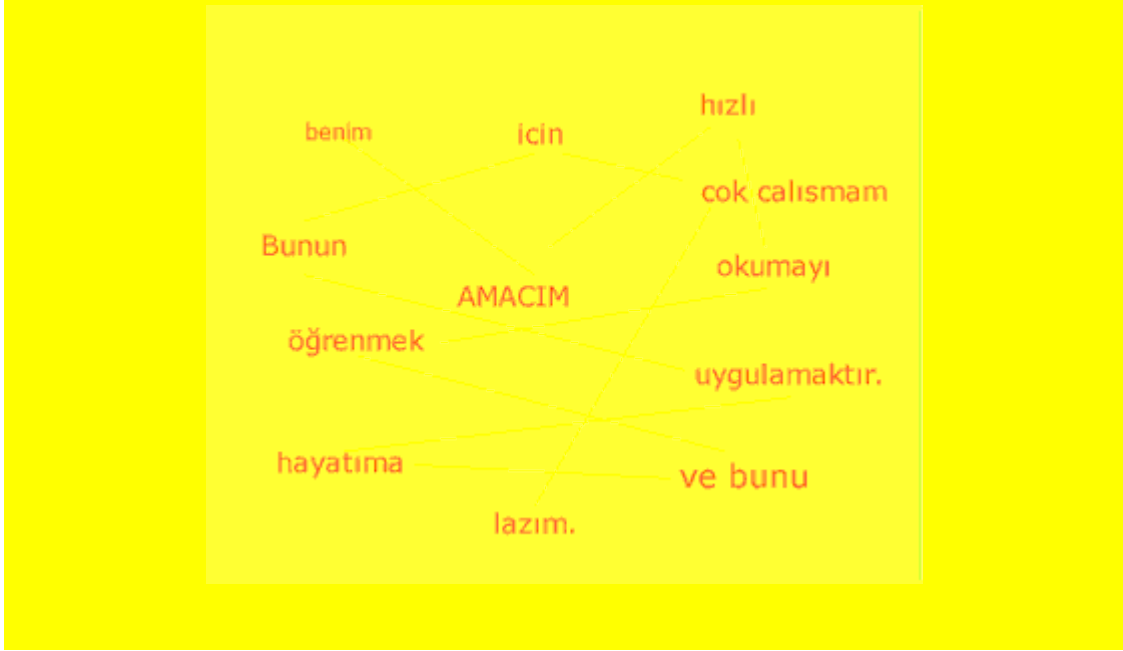 hızlı
benim
icin
cok calısmam
Bunun
okumayı
AMACIM
öğrenmek
uygulamaktır.
hayatıma
ve bunu
lazım.